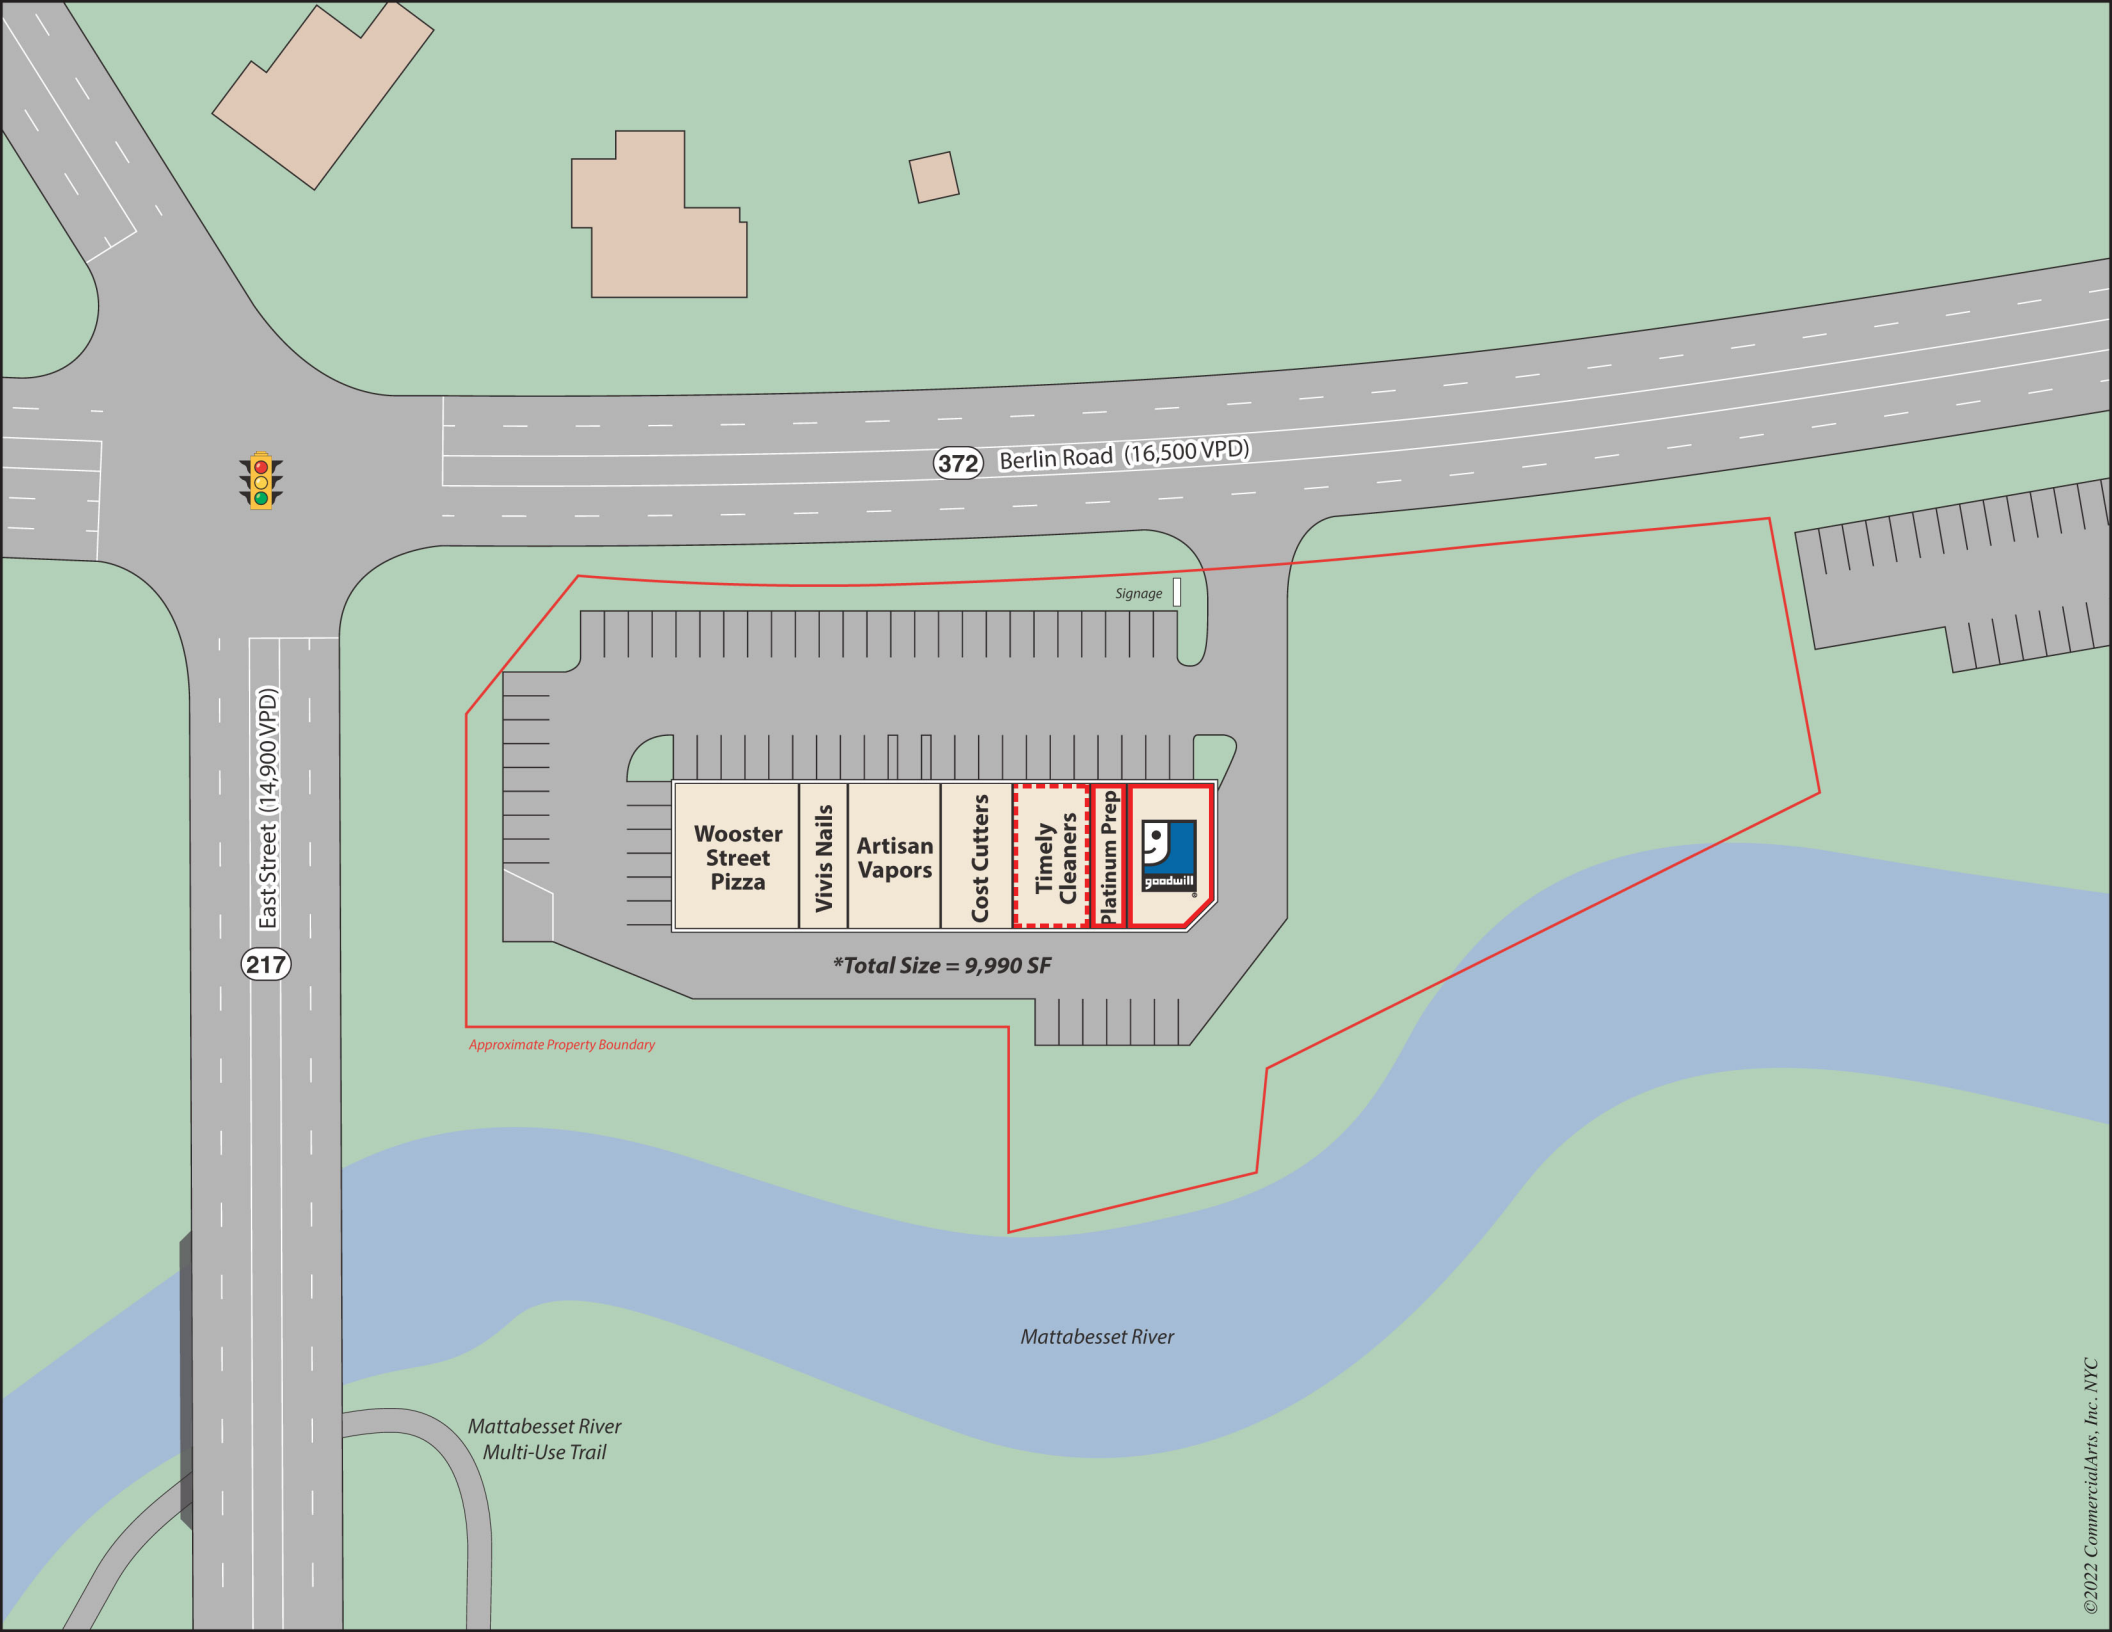 372 Berlin Road (16,500 VPD)
Signage
East Street (14,900 VPD)
217
Wooster
Street
Pizza
Vivis Nails
Artisan
Vapors
Cost Cutters
Timely
Cleaners
Platinum Prep
goodwill®
*Total Size = 9,990 SF
Approximate Property Boundary
Mattabesset River
Mattabesset River
Multi-Use Trail
©2022 CommercialArts, Inc. NYC